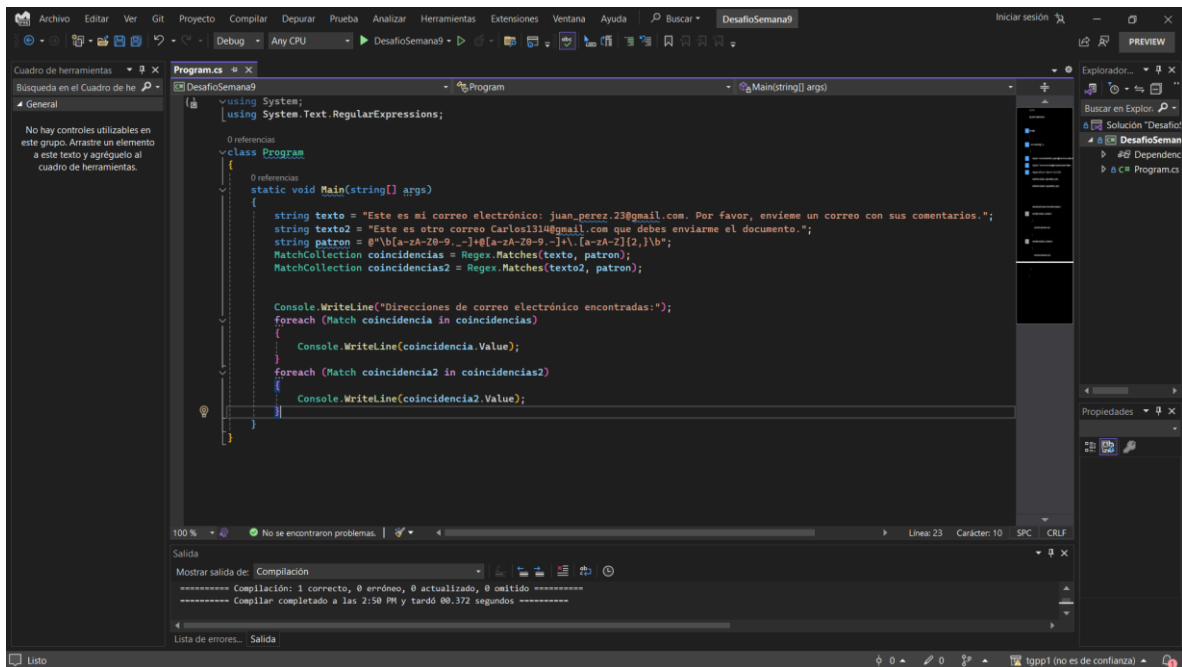 Archivo Editar Ver Git Proyecto Compilar Depurar Prueba Analizar Herramientas Extensiones Ventana Ayuda Buscar DesafioSemana9 Iniciar sesión
Debug Any CPU DesafioSemana9 PREVIEW
Cuadro de herramientas
Búsqueda en el Cuadro de he
General
No hay controles utilizables en
este grupo. Arrastre un elemento
a este texto y agréguelo al
cuadro de herramientas.
Program.cs
DesafioSemana9 Program Main(string[] args)
using System;
using System.Text.RegularExpressions;
0 referencias
class Program
{
0 referencias
static void Main(string[] args)
{
string texto = "Este es mi correo electrónico: juan_perez.23@gmail.com. Por favor, envíeme un correo con sus comentarios.";
string texto2 = "Este es otro correo Carlos1314@gmail.com que debes enviarme el documento.";
string patron = @"\b[a-zA-Z0-9._-]+@[a-zA-Z0-9.-]+\.[a-zA-Z]{2,}\b";
MatchCollection coincidencias = Regex.Matches(texto, patron);
MatchCollection coincidencias2 = Regex.Matches(texto2, patron);
Console.WriteLine("Direcciones de correo electrónico encontradas:");
foreach (Match coincidencia in coincidencias)
{
Console.WriteLine(coincidencia.Value);
}
foreach (Match coincidencia2 in coincidencias2)
{
Console.WriteLine(coincidencia2.Value);
}
}
}
100 % No se encontraron problemas. Línea: 23 Carácter: 10 SPC CRLF
Salida
Mostrar salida de: Compilación
========== Compilación: 1 correcto, 0 erróneo, 0 actualizado, 0 omitido ==========
========== Compilar completado a las 2:50 PM y tardó 00.372 segundos ==========
Lista de errores... Salida
Explorador...
Buscar en Explor.
Solución "Desafio
DesafioSeman
Dependenc
C# Program.cs
Propiedades
Listo 0 0 tgpp1 (no es de confianza)